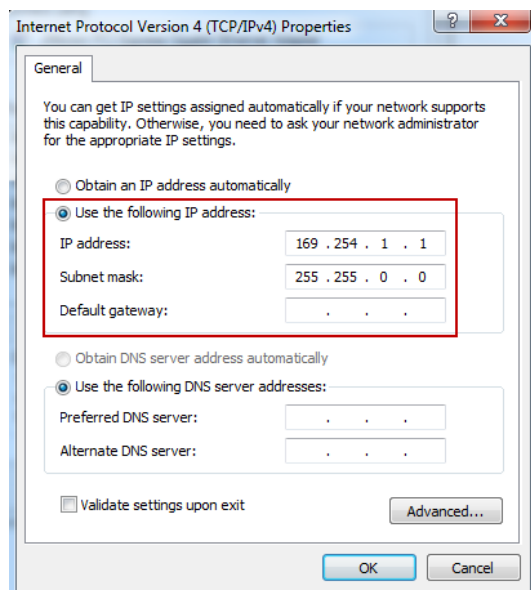 Internet Protocol Version 4 (TCP/IPv4) Properties
General
You can get IP settings assigned automatically if your network supports
this capability. Otherwise, you need to ask your network administrator
for the appropriate IP settings.
Obtain an IP address automatically
Use the following IP address:
IP address: 169 . 254 . 1 . 1
Subnet mask: 255 . 255 . 0 . 0
Default gateway: . . .
Obtain DNS server address automatically
Use the following DNS server addresses:
Preferred DNS server: . . .
Alternate DNS server: . . .
Validate settings upon exit
Advanced...
OK Cancel